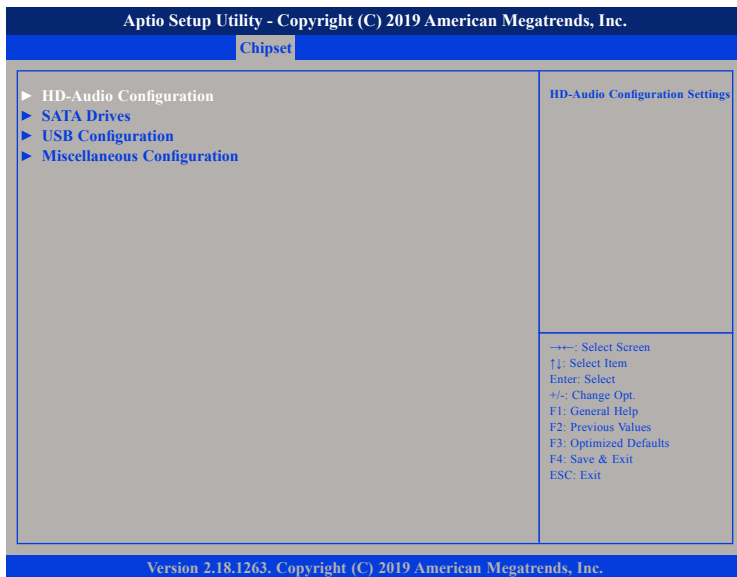 Aptio Setup Utility - Copyright (C) 2019 American Megatrends, Inc.
Chipset
► HD-Audio Configuration
► SATA Drives
► USB Configuration
► Miscellaneous Configuration
HD-Audio Configuration Settings
→←: Select Screen
↑↓: Select Item
Enter: Select
+/-: Change Opt.
F1: General Help
F2: Previous Values
F3: Optimized Defaults
F4: Save & Exit
ESC: Exit
Version 2.18.1263. Copyright (C) 2019 American Megatrends, Inc.